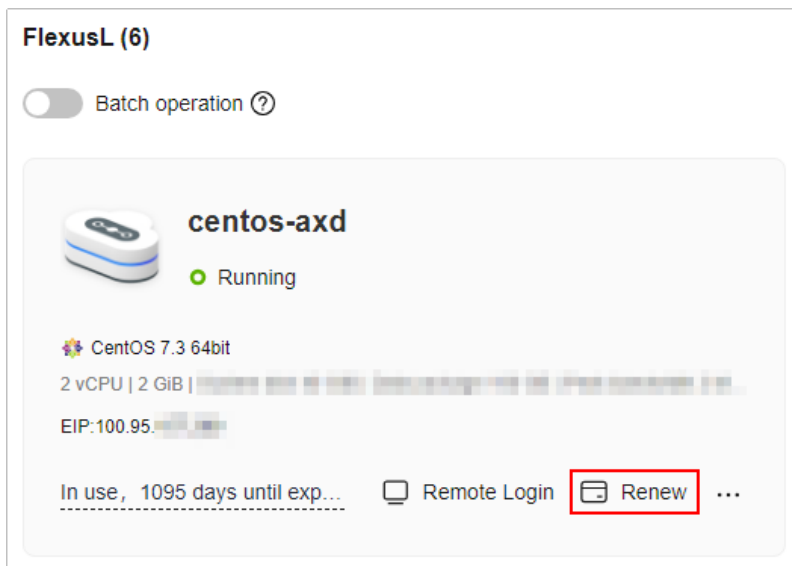 FlexusL (6)
Batch operation ?
centos-axd
Running
CentOS 7.3 64bit
2 vCPU | 2 GiB |
EIP:100.95.
In use，1095 days until exp... Remote Login Renew ...